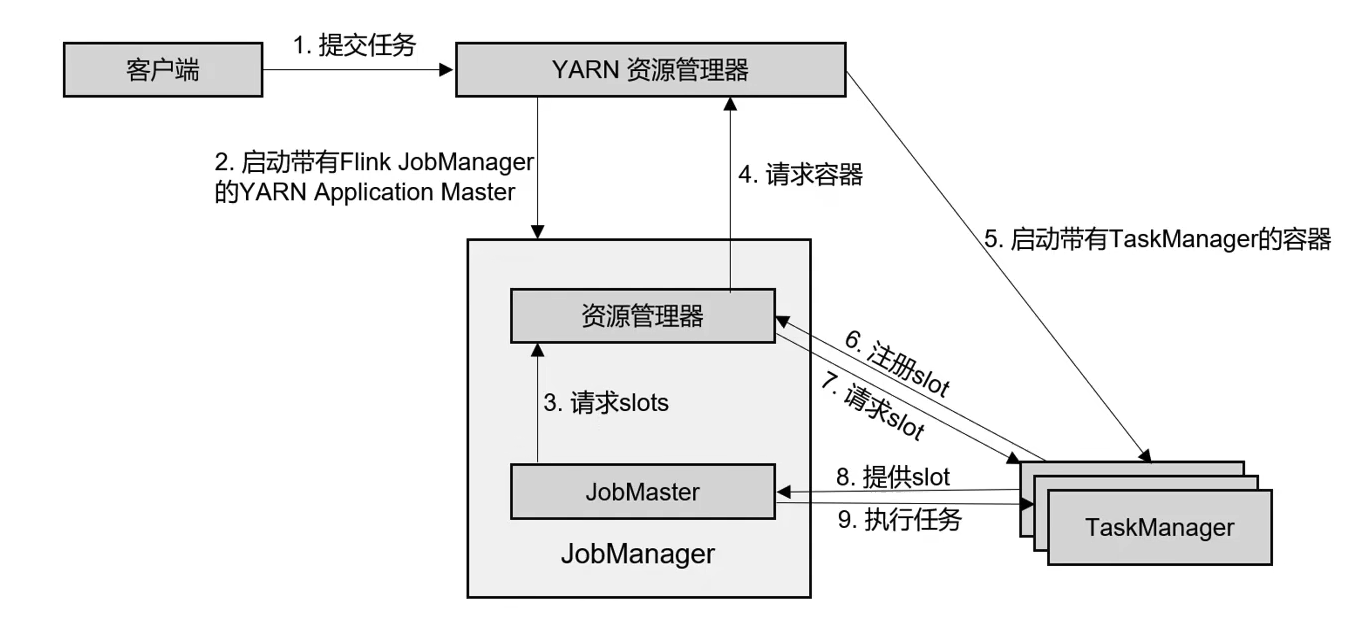 1. 提交任务
客户端
YARN 资源管理器
2. 启动带有Flink JobManager
的YARN Application Master
4. 请求容器
5. 启动带有TaskManager的容器
资源管理器
6. 注册slot
7. 请求slot
3. 请求slots
8. 提供slot
JobMaster
9. 执行任务
TaskManager
JobManager